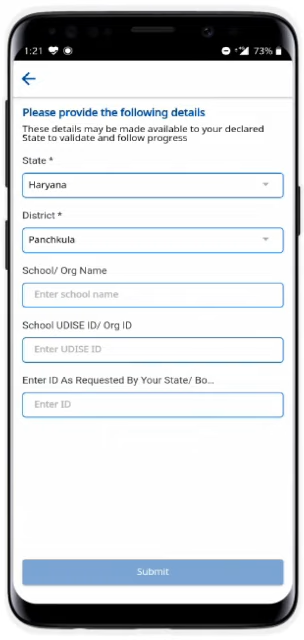 1:21 73%
Please provide the following details
These details may be made available to your declared
State to validate and follow progress
State *
Haryana
District *
Panchkula
School/ Org Name
Enter school name
School UDISE ID/ Org ID
Enter UDISE ID
Enter ID As Requested By Your State/ Bo...
Enter ID
Submit